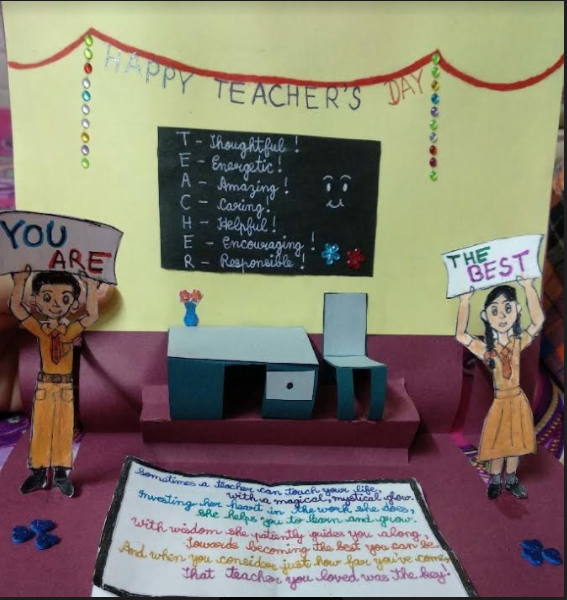 HAPPY TEACHER'S DAY
T - Thoughtful!
E - Energetic!
A - Amazing!
C - Caring!
H - Helpful!
E - Encouraging!
R - Responsible!
YOU
ARE
THE
BEST
Sometimes a teacher can touch your life,
with a magical, mystical glow.
Investing her heart in the work she does,
she helps you to learn and grow.
With wisdom she patiently guides you along,
Towards becoming the best you can be.
And when you consider just how far you've come,
That teacher you loved was the key!